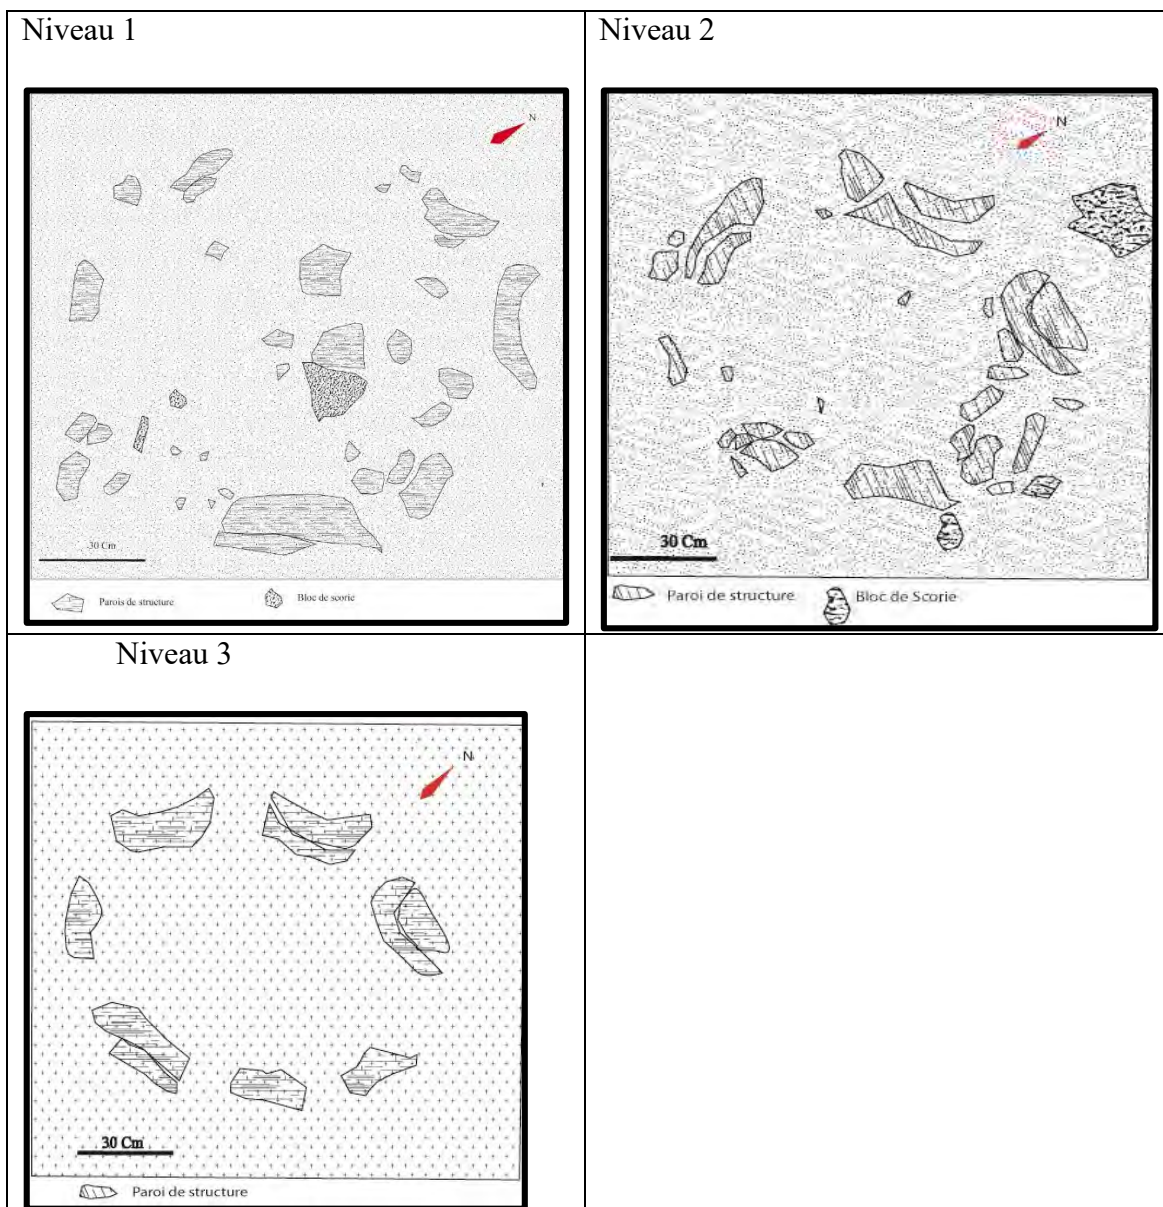 Niveau 1
N
30 Cm
Parois de structure
Bloc de scorie
Niveau 2
N
30 Cm
Paroi de structure
Bloc de Scorie
Niveau 3
N
30 Cm
Paroi de structure